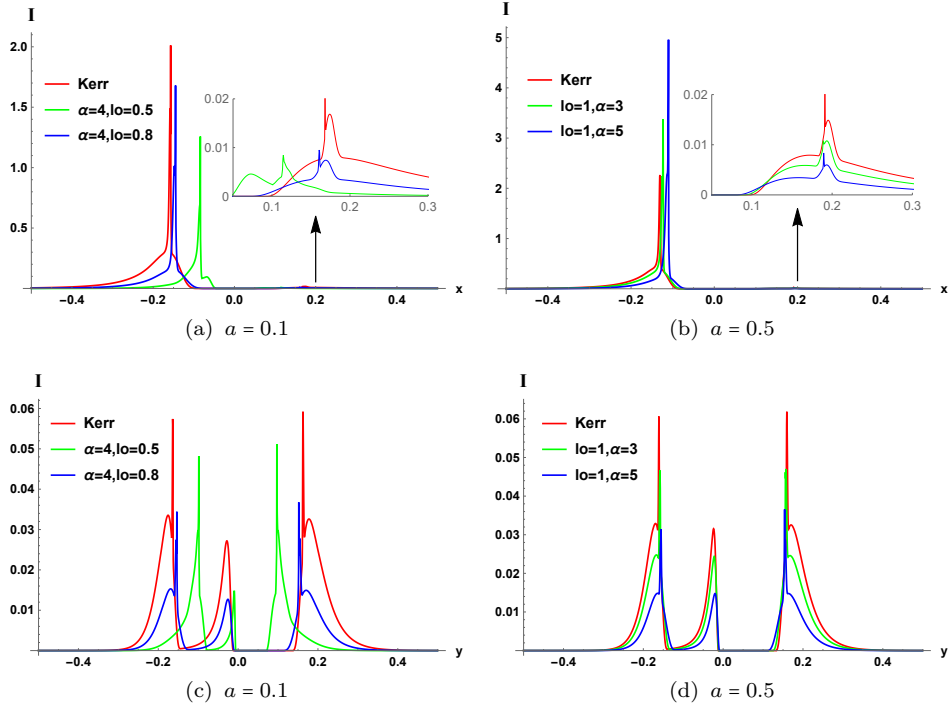 I
2.0
1.5
1.0
0.5
Kerr
α=4,lo=0.5
α=4,lo=0.8
0.02
0.01
0
0.1 0.2 0.3
−0.4 −0.2 0.0 0.2 0.4 x
(a) a = 0.1
I
5
4
3
2
1
Kerr
lo=1,α=3
lo=1,α=5
0.02
0.01
0
0.1 0.2 0.3
−0.4 −0.2 0.0 0.2 0.4 x
(b) a = 0.5
I
0.06
0.05
0.04
0.03
0.02
0.01
Kerr
α=4,lo=0.5
α=4,lo=0.8
−0.4 −0.2 0.0 0.2 0.4 y
(c) a = 0.1
I
0.06
0.05
0.04
0.03
0.02
0.01
Kerr
lo=1,α=3
lo=1,α=5
−0.4 −0.2 0.0 0.2 0.4 y
(d) a = 0.5